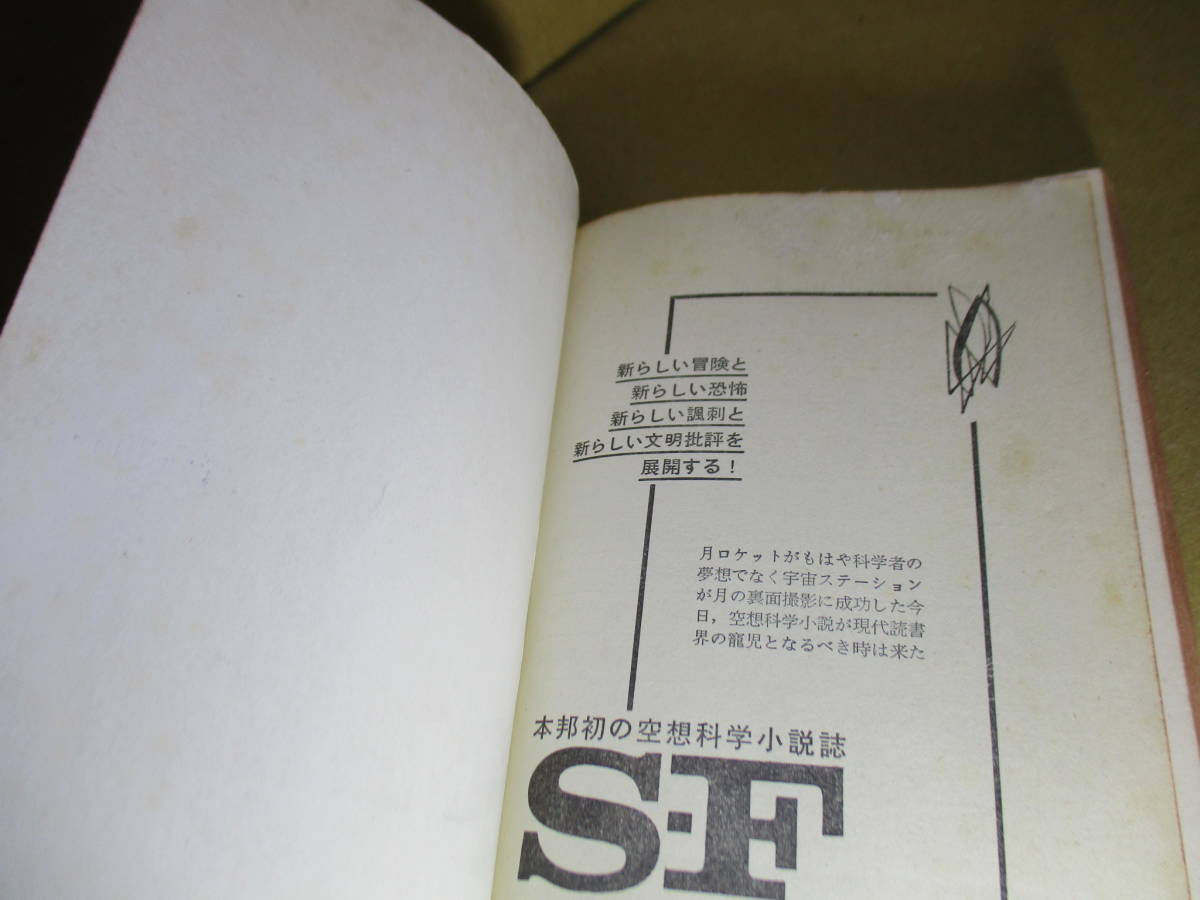 新らしい冒険と
新らしい恐怖
新らしい諷刺と
新らしい文明批評を
展開する！
月ロケットがもはや科学者の
夢想でなく宇宙ステーション
が月の裏面撮影に成功した今
日，空想科学小説が現代読書
界の寵児となるべき時は来た
本邦初の空想科学小説誌
S-F